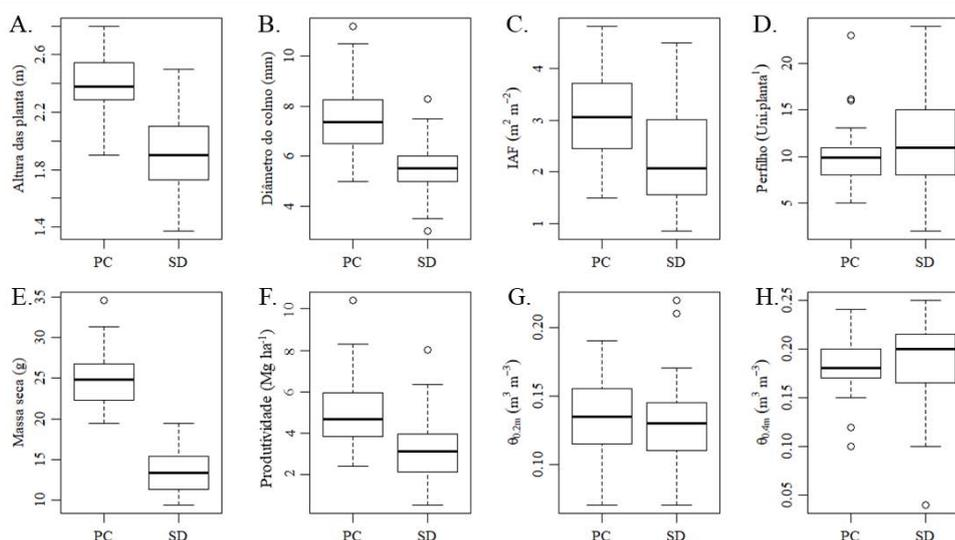 A.
Altura das planta (m)
2.6
2.2
1.8
1.4
PC SD
B.
Diâmetro do colmo (mm)
10
8
6
4
PC SD
C.
IAF (m² m⁻²)
4
3
2
1
PC SD
D.
Perfilho (Uni.planta¹)
20
15
10
5
PC SD
E.
Massa seca (g)
35
30
25
20
15
10
PC SD
F.
Produtividade (Mg ha⁻¹)
10
8
6
4
2
PC SD
G.
θ0.2m (m³ m⁻³)
0.20
0.15
0.10
PC SD
H.
θ0.4m (m³ m⁻³)
0.25
0.20
0.15
0.10
0.05
PC SD